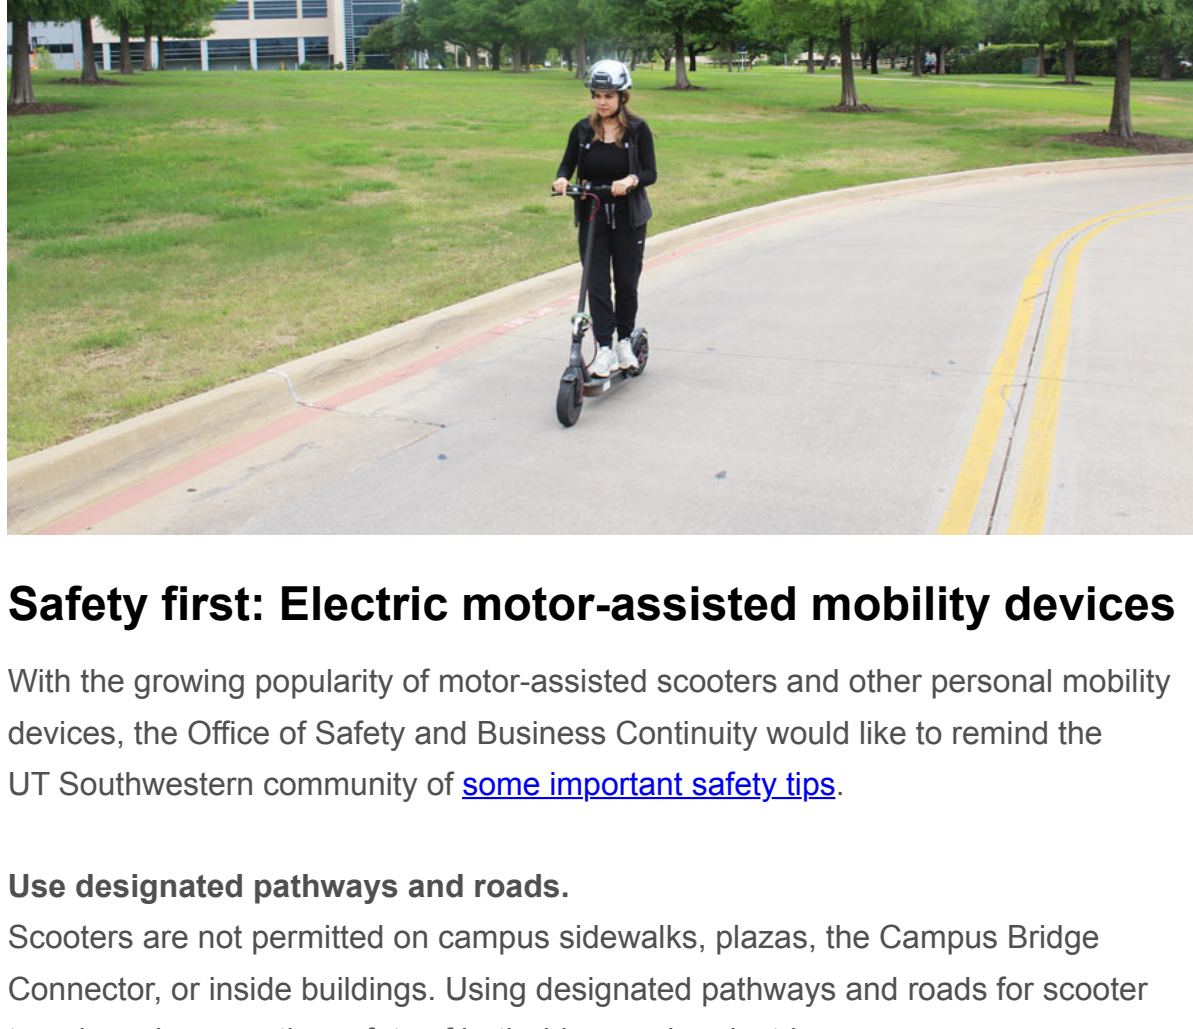 Safety first: Electric motor-assisted mobility devices
With the growing popularity of motor-assisted scooters and other personal mobility
devices, the Office of Safety and Business Continuity would like to remind the
UT Southwestern community of some important safety tips.
Use designated pathways and roads.
Scooters are not permitted on campus sidewalks, plazas, the Campus Bridge
Connector, or inside buildings. Using designated pathways and roads for scooter